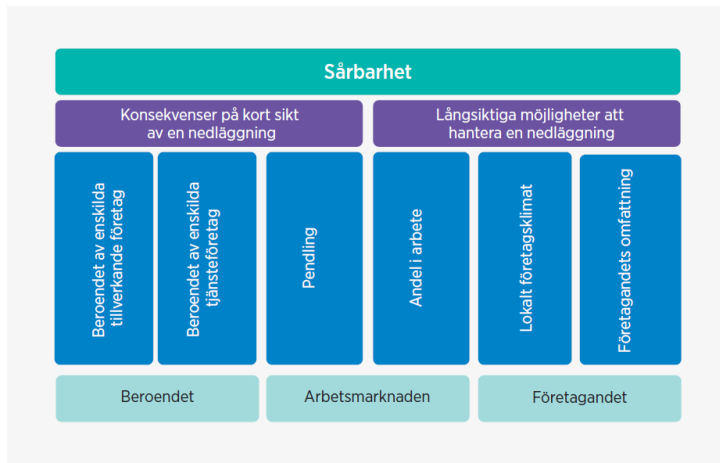 Sårbarhet
Konsekvenser på kort sikt
av en nedläggning
Långsiktiga möjligheter att
hantera en nedläggning
Beroendet av enskilda
tillverkande företag
Beroendet av enskilda
tjänsteföretag
Pendling
Andel i arbete
Lokalt företagsklimat
Företagandets omfattning
Beroendet
Arbetsmarknaden
Företagandet